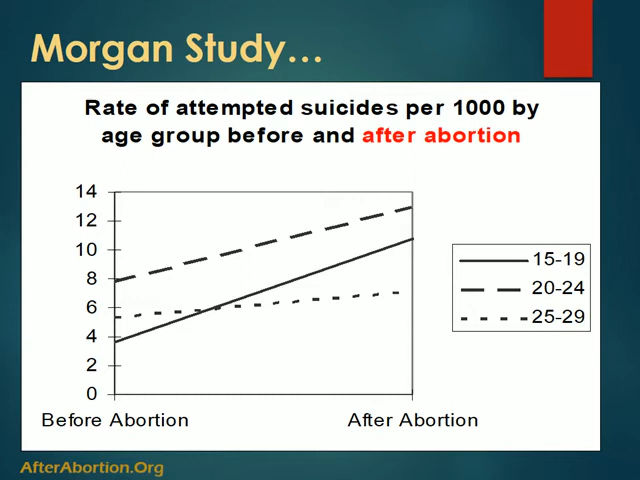 Morgan Study...
Rate of attempted suicides per 1000 by
age group before and after abortion
14
12
10
8
6
4
2
0
Before Abortion
After Abortion
15-19
20-24
25-29
AfterAbortion.Org